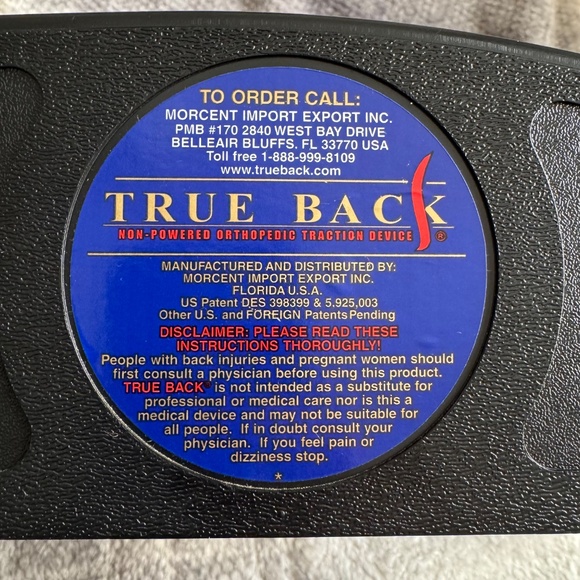 TO ORDER CALL:
MORCENT IMPORT EXPORT INC.
PMB #170 2840 WEST BAY DRIVE
BELLEAIR BLUFFS, FL 33770 USA
Toll free 1-888-999-8109
www.trueback.com
TRUE BACK
NON-POWERED ORTHOPEDIC TRACTION DEVICE ®
MANUFACTURED AND DISTRIBUTED BY:
MORCENT IMPORT EXPORT INC.
FLORIDA U.S.A.
US Patent DES 398399 & 5,925,003
Other U.S. and FOREIGN Patents Pending
DISCLAIMER: PLEASE READ THESE
INSTRUCTIONS THOROUGHLY!
People with back injuries and pregnant women should
first consult a physician before using this product.
TRUE BACK® is not intended as a substitute for
professional or medical care nor is this a
medical device and may not be suitable for
all people. If in doubt consult your
physician. If you feel pain or
dizziness stop.
*